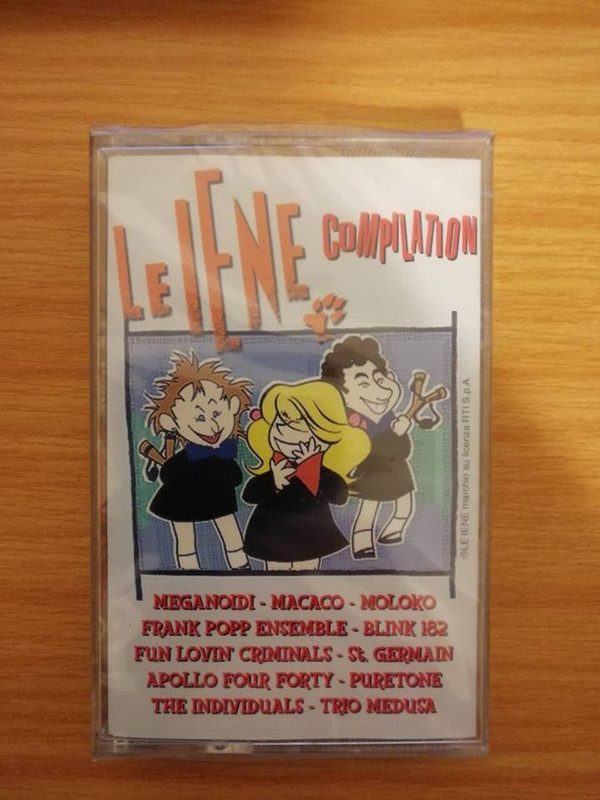 LE IENE COMPILATION
©LE IENE marchio su licenza RTI S.p.A.
MEGANOIDI - MACACO - MOLOKO
FRANK POPP ENSEMBLE - BLINK 182
FUN LOVIN' CRIMINALS - St. GERMAIN
APOLLO FOUR FORTY - PURETONE
THE INDIVIDUALS - TRIO MEDUSA